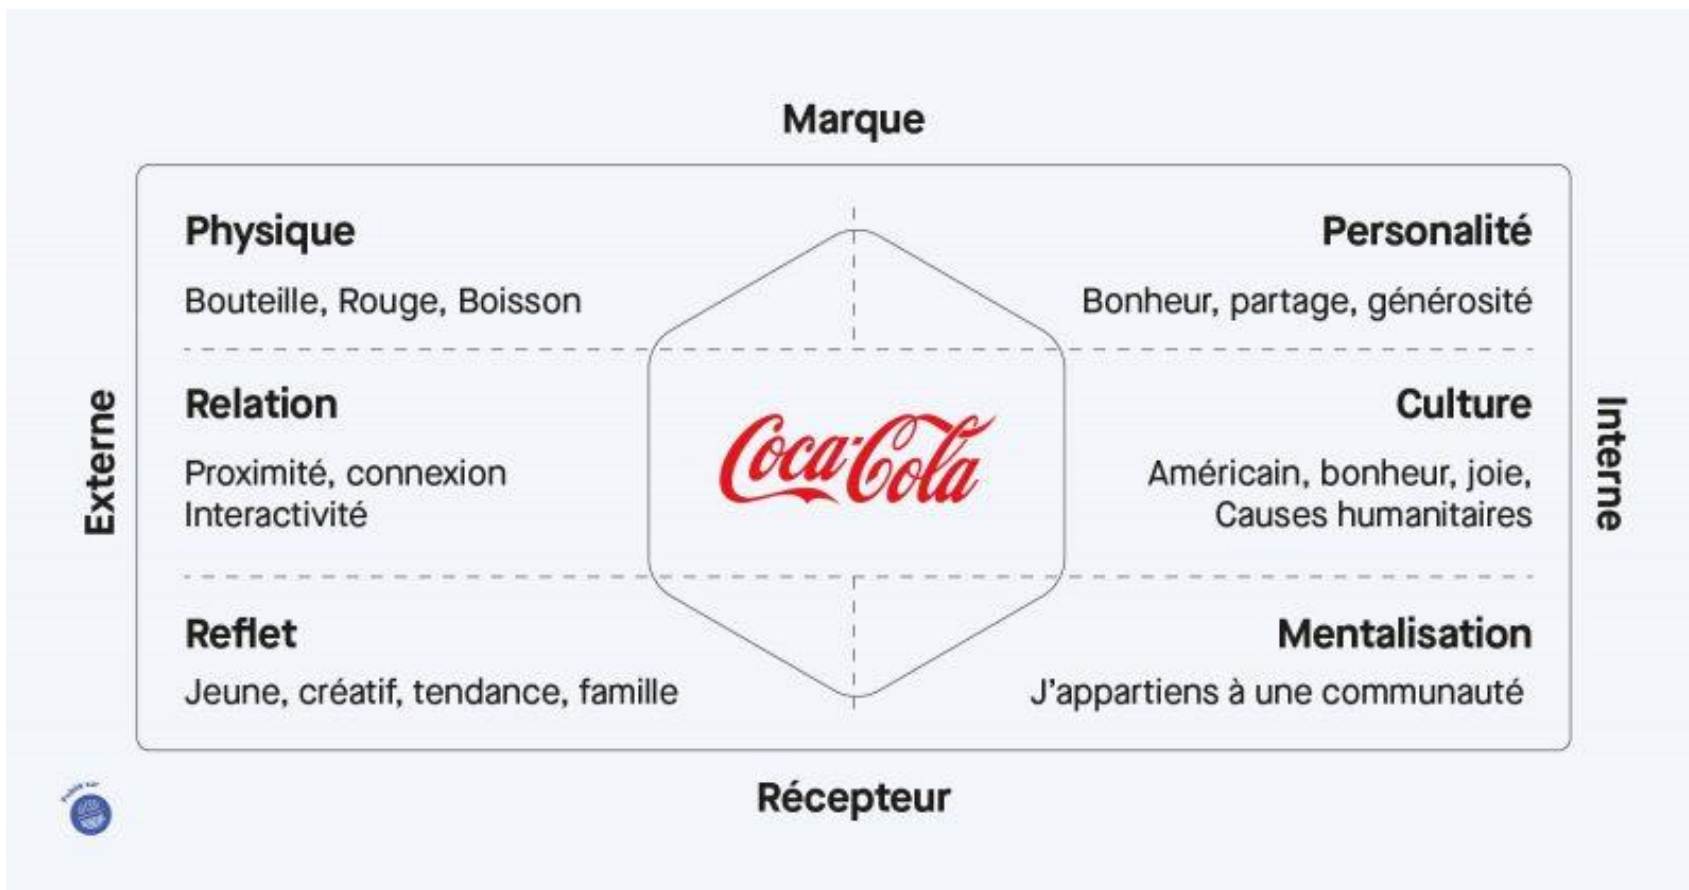 Marque
Physique
Bouteille, Rouge, Boisson
Personalité
Bonheur, partage, générosité
Externe
Relation
Proximité, connexion
Interactivité
Coca-Cola
Culture
Américain, bonheur, joie,
Causes humanitaires
Interne
Reflet
Jeune, créatif, tendance, famille
Mentalisation
J'appartiens à une communauté
Récepteur